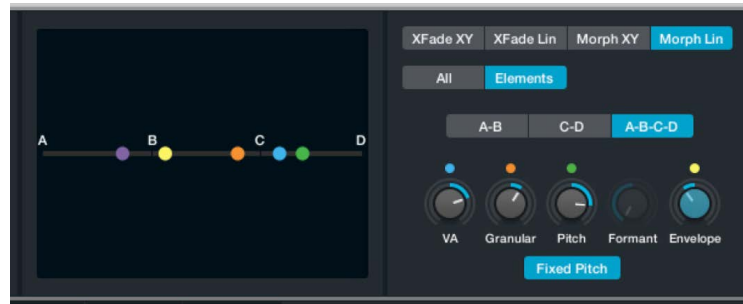 XFade XY XFade Lin Morph XY Morph Lin
All Elements
A-B C-D A-B-C-D
A B C D
VA Granular Pitch Formant Envelope
Fixed Pitch